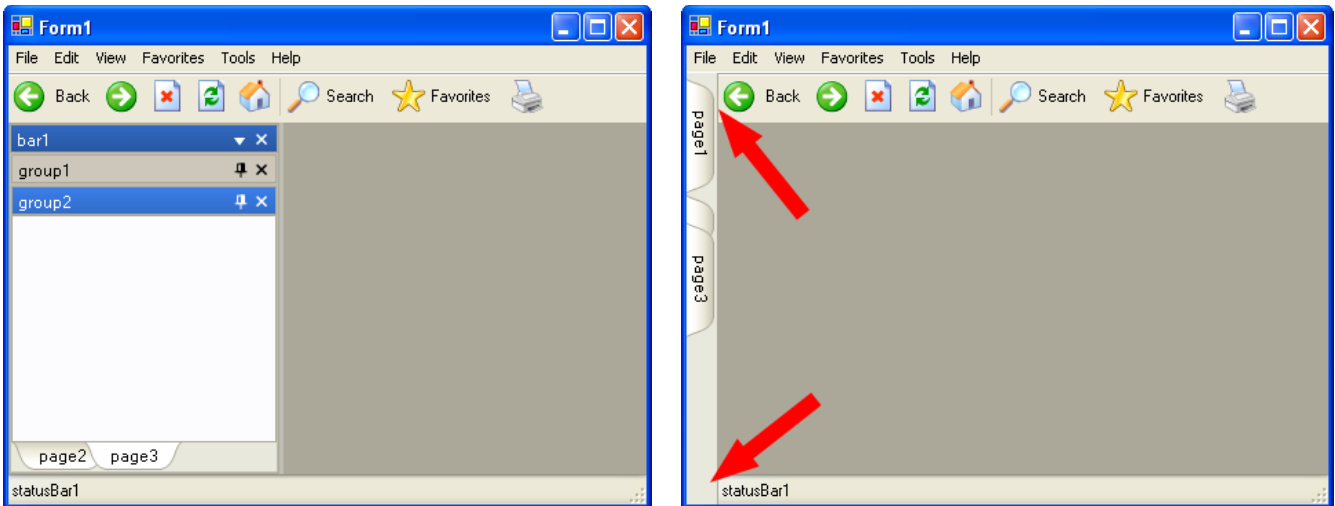 Form1
File Edit View Favorites Tools Help
Back Search Favorites
bar1
group1
group2
page2 page3
statusBar1
Form1
File Edit View Favorites Tools Help
Back Search Favorites
page1
page3
statusBar1